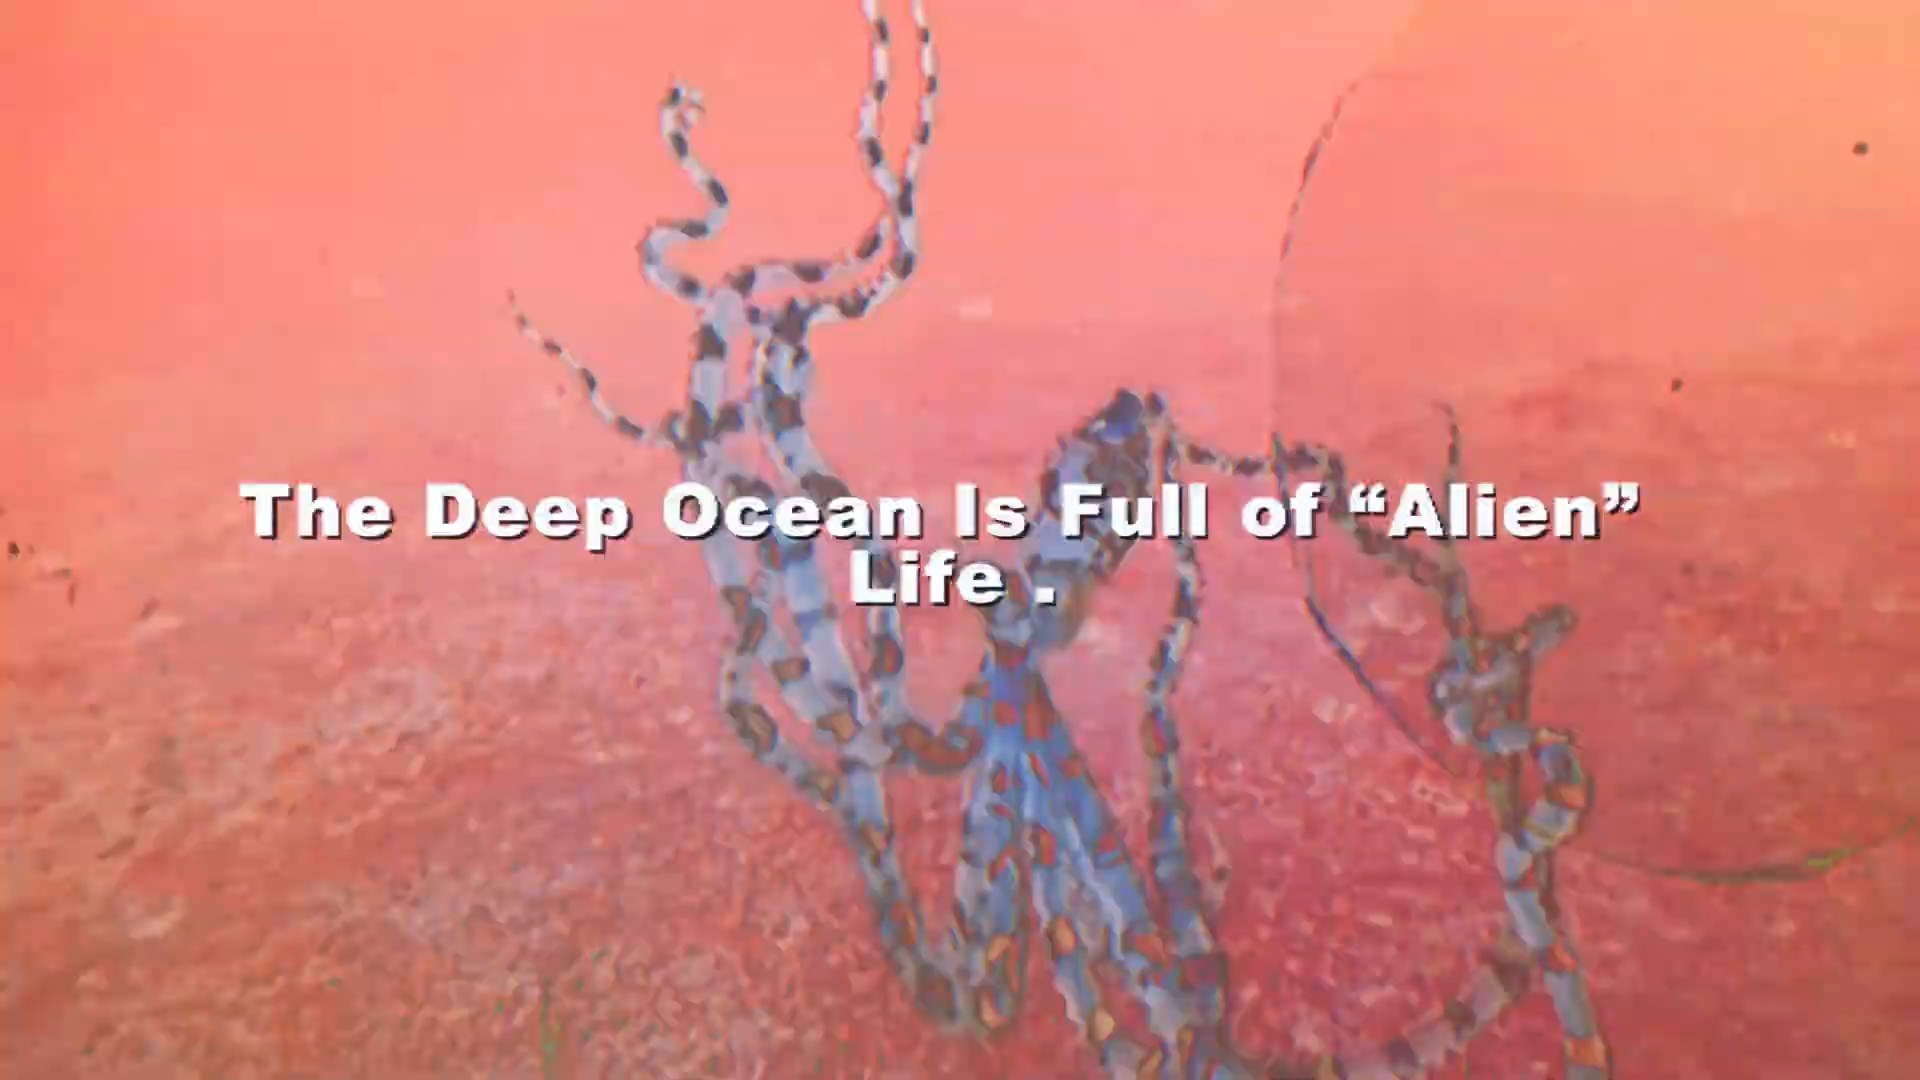 The Deep Ocean Is Full of “Alien”
Life .